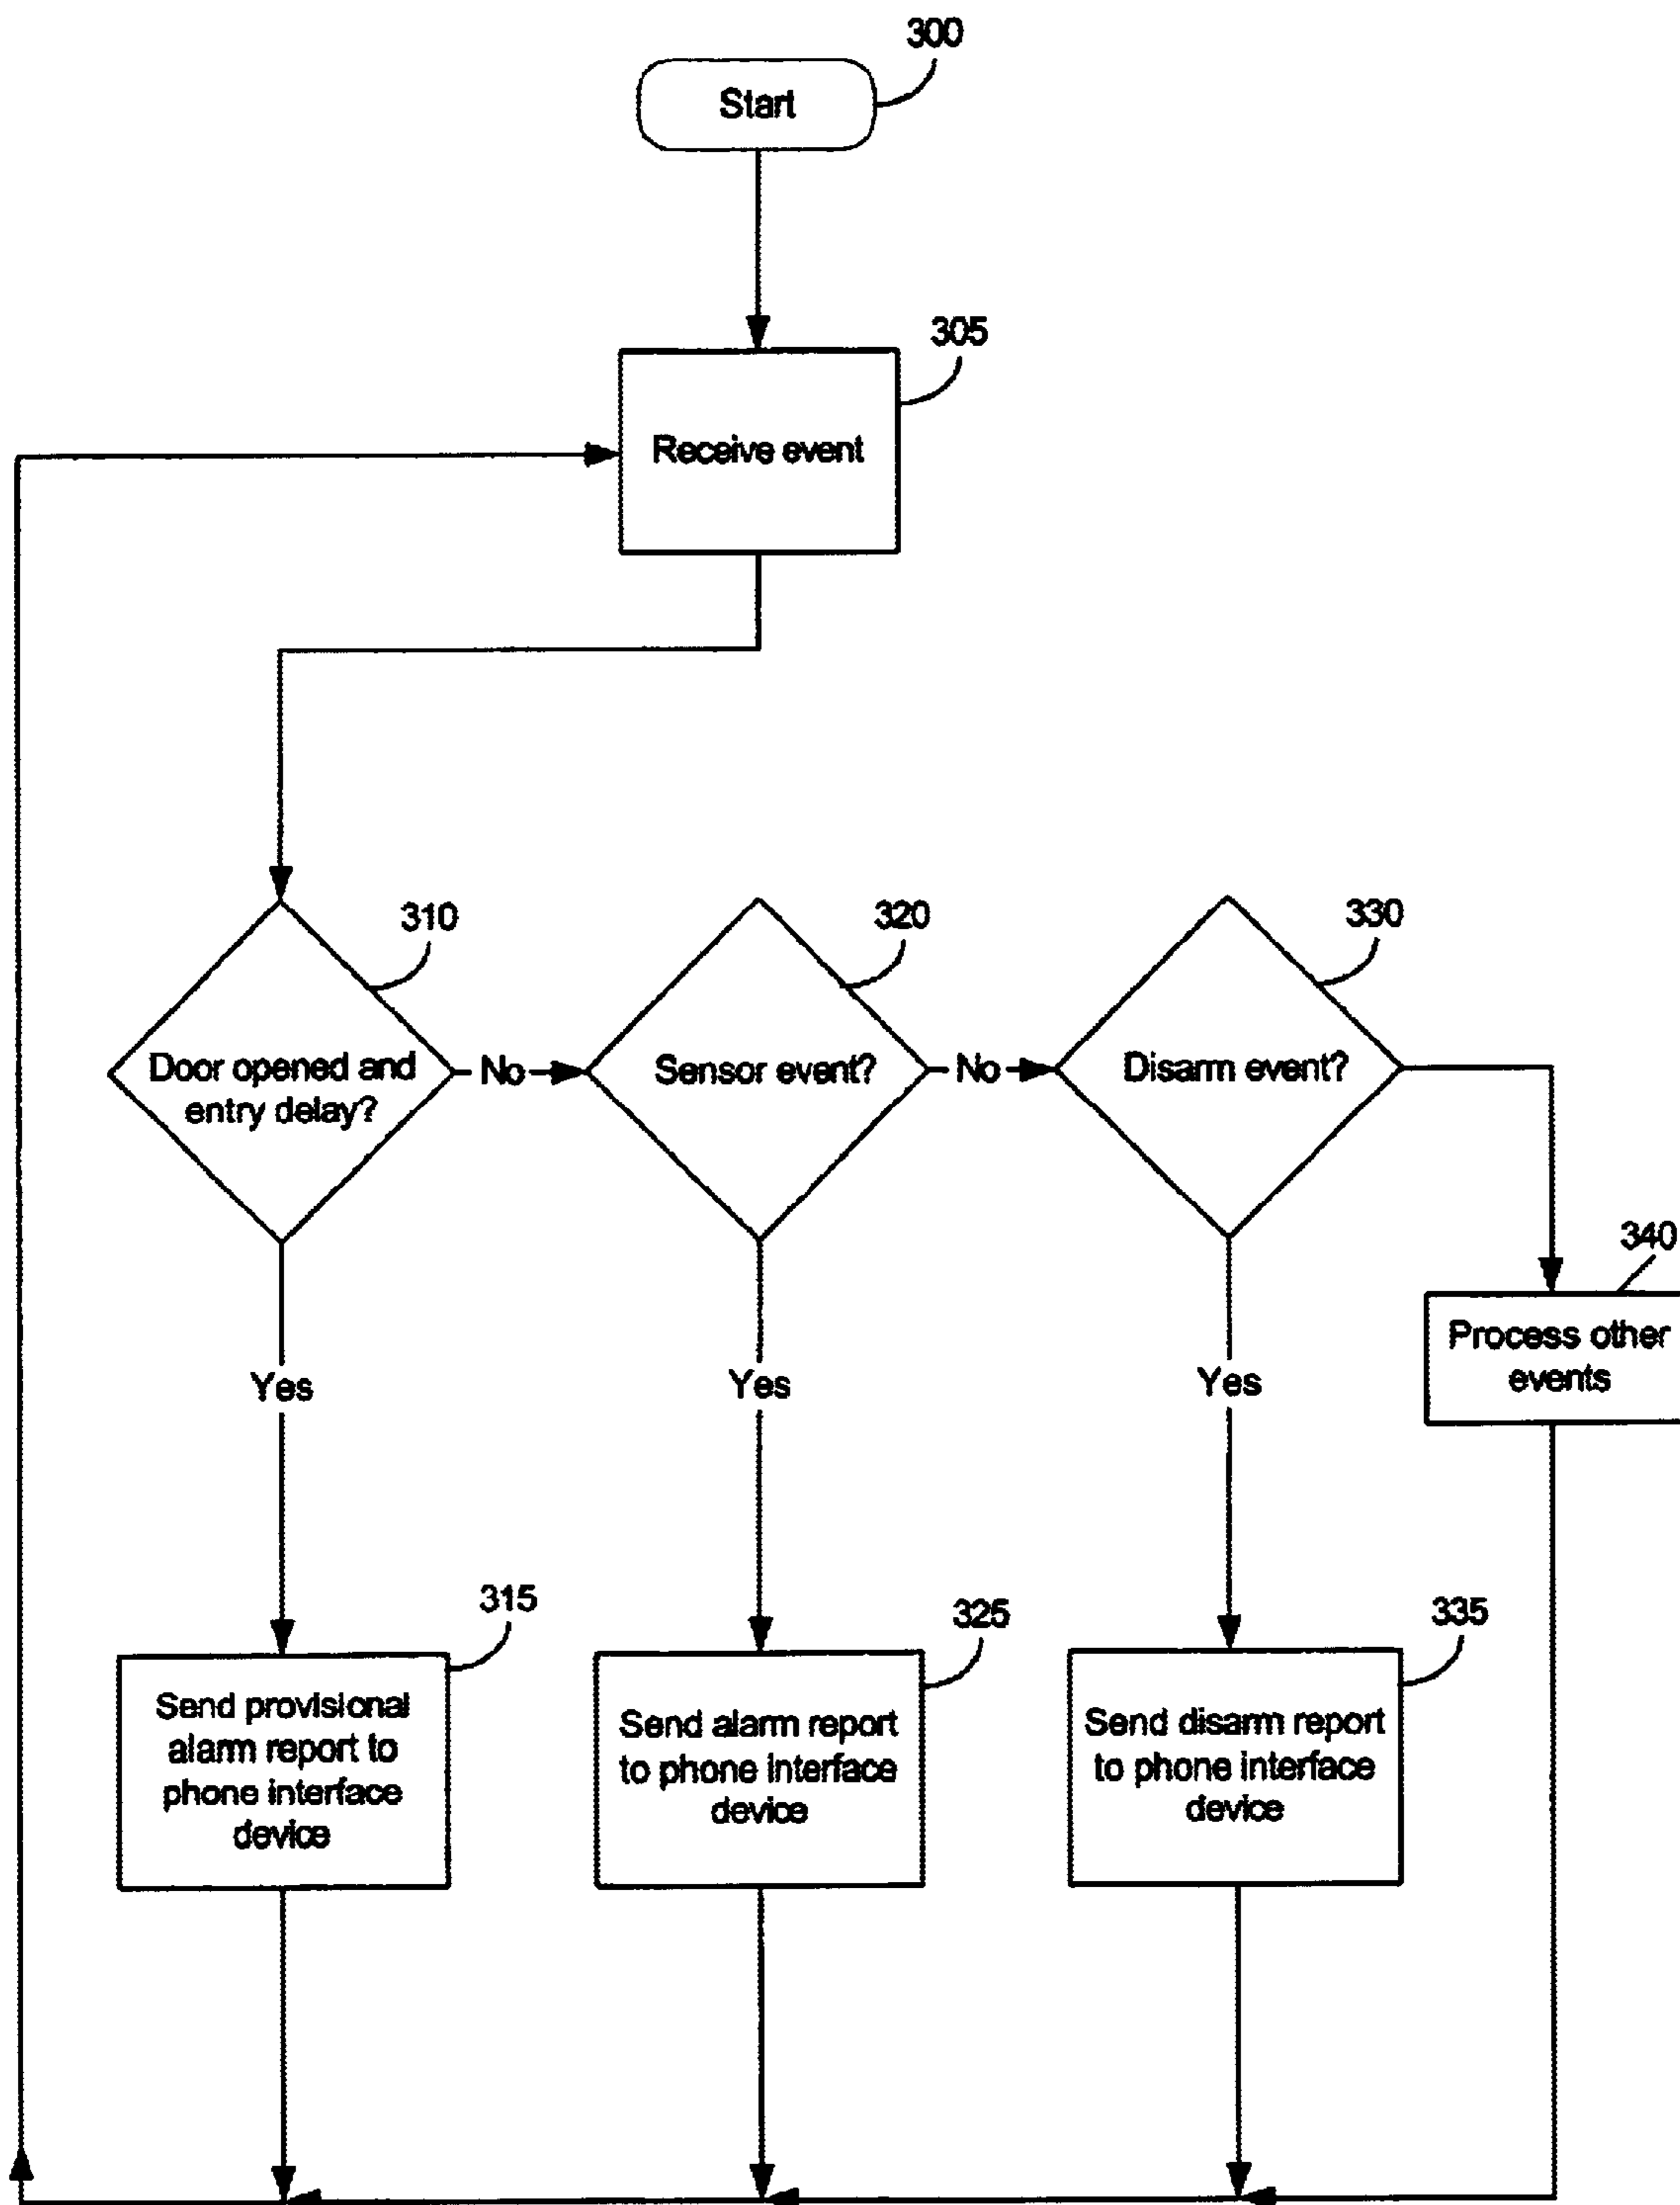 300
Start
305
Receive event
310
320
330
Door opened and
entry delay?
No
Sensor event?
No
Disarm event?
340
Process other
events
Yes
Yes
Yes
315
325
335
Send provisional
alarm report to
phone interface
device
Send alarm report
to phone interface
device
Send disarm report
to phone interface
device